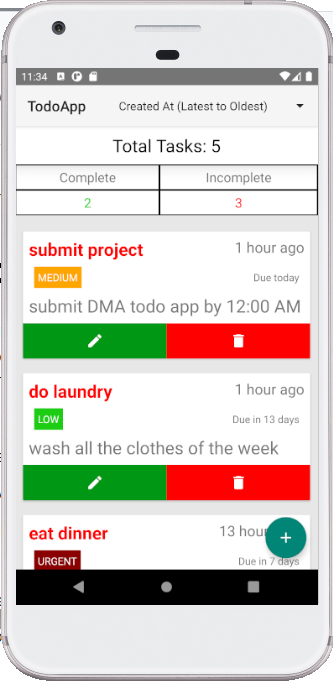 11:34
TodoApp Created At (Latest to Oldest)
Total Tasks: 5
Complete Incomplete
2 3
submit project 1 hour ago
MEDIUM Due today
submit DMA todo app by 12:00 AM
do laundry 1 hour ago
LOW Due in 13 days
wash all the clothes of the week
eat dinner 13 hour
URGENT Due in 7 days